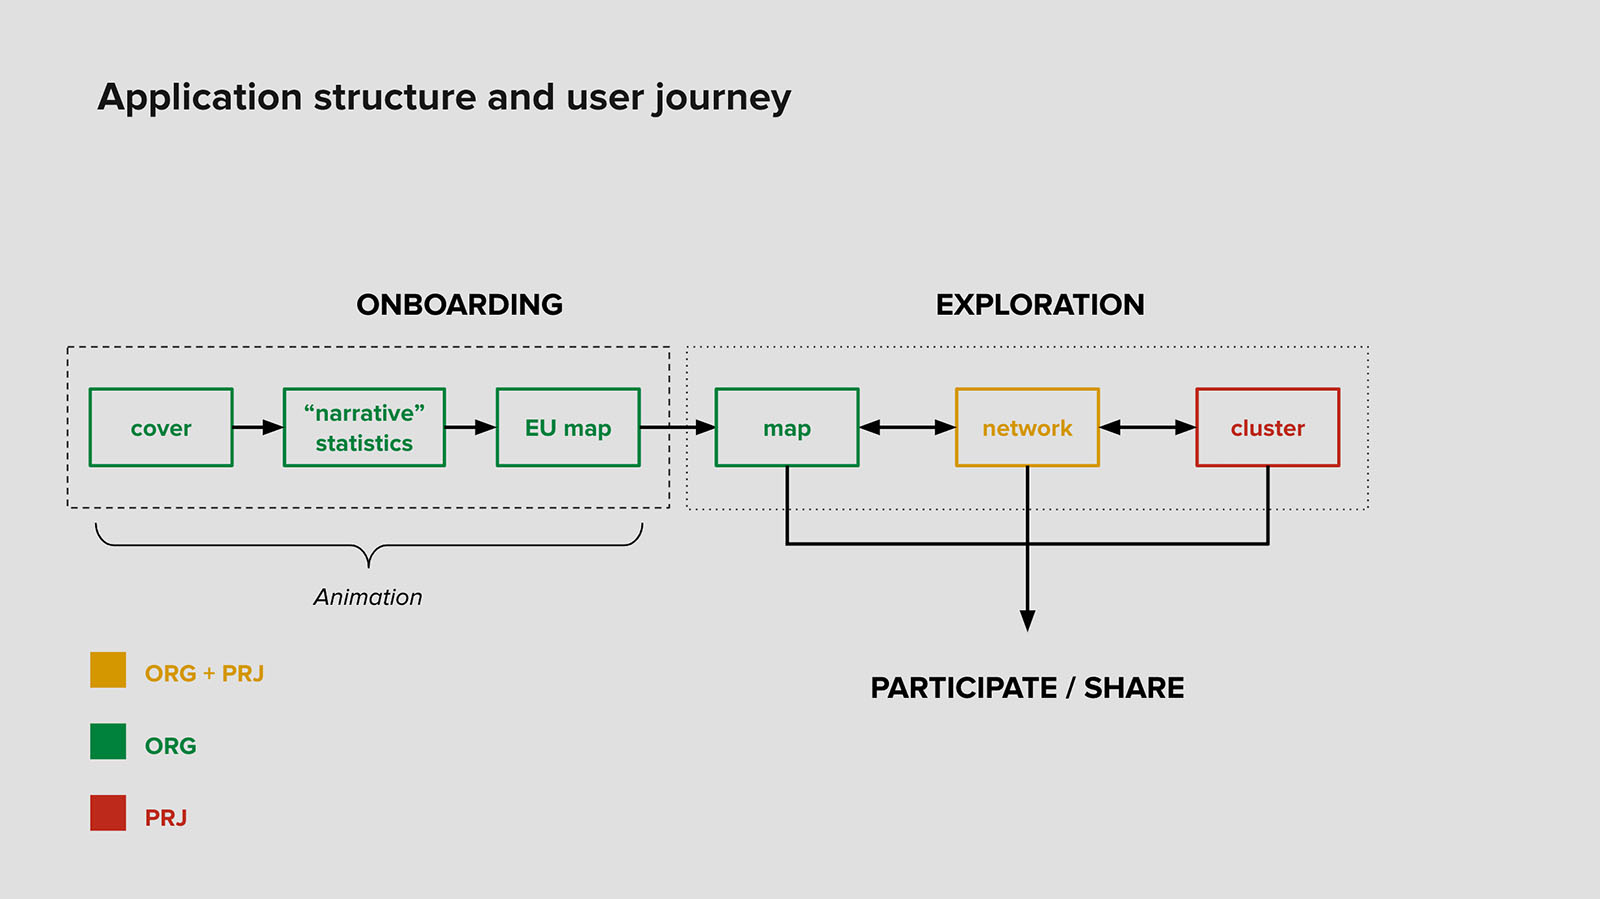 Application structure and user journey
ONBOARDING
EXPLORATION
cover
“narrative”
statistics
EU map
map
network
cluster
Animation
ORG + PRJ
ORG
PRJ
PARTICIPATE / SHARE